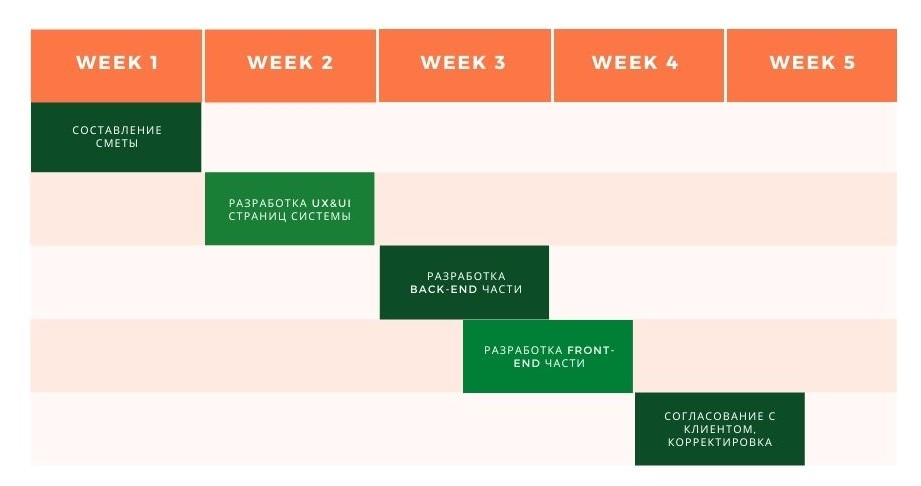 WEEK 1
WEEK 2
WEEK 3
WEEK 4
WEEK 5
СОСТАВЛЕНИЕ
СМЕТЫ
РАЗРАБОТКА UX&UI
СТРАНИЦ СИСТЕМЫ
РАЗРАБОТКА
BACK-END ЧАСТИ
РАЗРАБОТКА FRONT-
END ЧАСТИ
СОГЛАСОВАНИЕ С
КЛИЕНТОМ,
КОРРЕКТИРОВКА